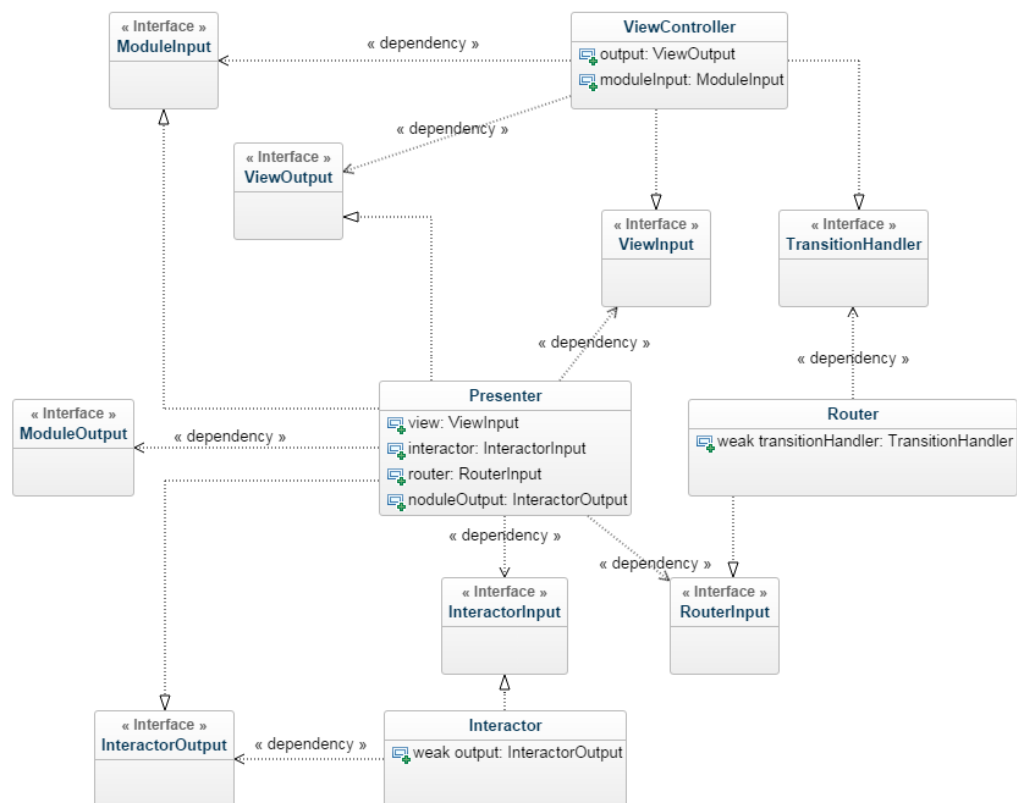 « Interface »
ModuleInput
« dependency »
ViewController
output: ViewOutput
moduleInput: ModuleInput
« dependency »
« Interface »
ViewOutput
« Interface »
ViewInput
« Interface »
TransitionHandler
« dependency »
« dependency »
« Interface »
ModuleOutput
« dependency »
Presenter
view: ViewInput
interactor: InteractorInput
router: RouterInput
noduleOutput: InteractorOutput
Router
weak transitionHandler: TransitionHandler
« dependency »
« dependency »
« Interface »
InteractorInput
« Interface »
RouterInput
« Interface »
InteractorOutput
« dependency »
Interactor
weak output: InteractorOutput